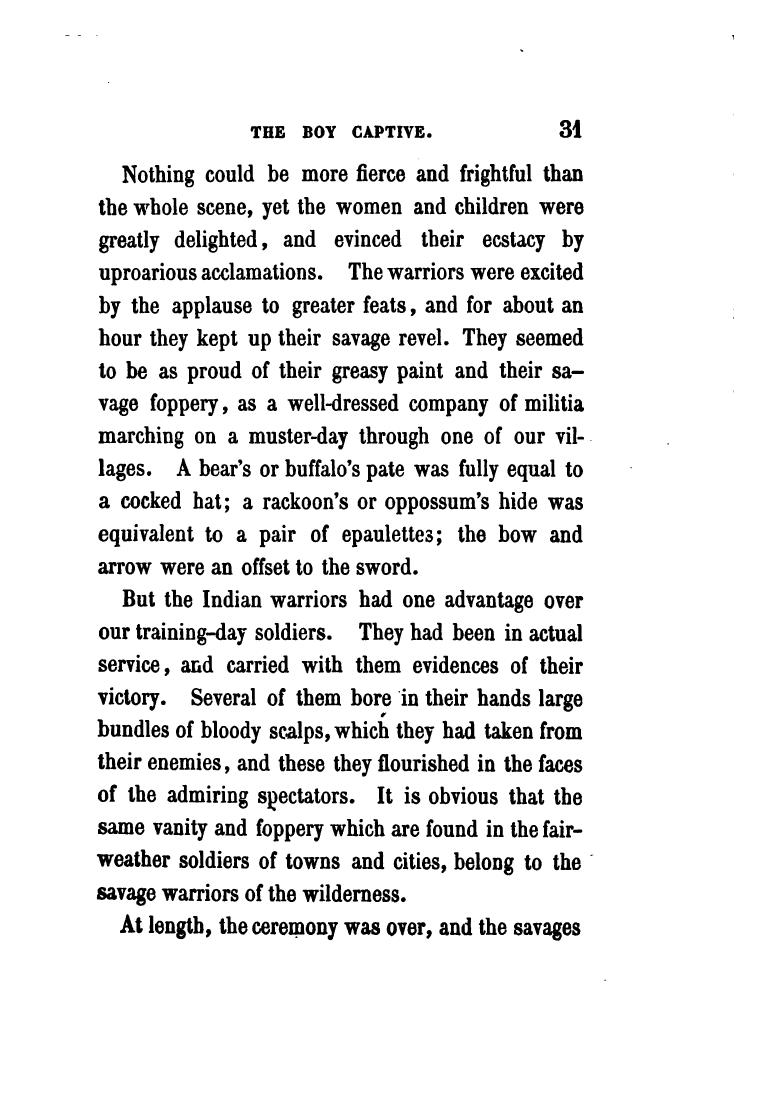 THE BOY CAPTIVE. 31
Nothing could be more fierce and frightful than
the whole scene, yet the women and children were
greatly delighted, and evinced their ecstacy by
uproarious acclamations. The warriors were excited
by the applause to greater feats, and for about an
hour they kept up their savage revel. They seemed
to be as proud of their greasy paint and their sa-
vage foppery, as a well-dressed company of militia
marching on a muster-day through one of our vil-
lages. A bear's or buffalo's pate was fully equal to
a cocked hat; a rackoon's or oppossum's hide was
equivalent to a pair of epaulettes; the bow and
arrow were an offset to the sword.
But the Indian warriors had one advantage over
our training-day soldiers. They had been in actual
service, and carried with them evidences of their
victory. Several of them bore in their hands large
bundles of bloody scalps, which they had taken from
their enemies, and these they flourished in the faces
of the admiring spectators. It is obvious that the
same vanity and foppery which are found in the fair-
weather soldiers of towns and cities, belong to the
savage warriors of the wilderness.
At length, the ceremony was over, and the savages